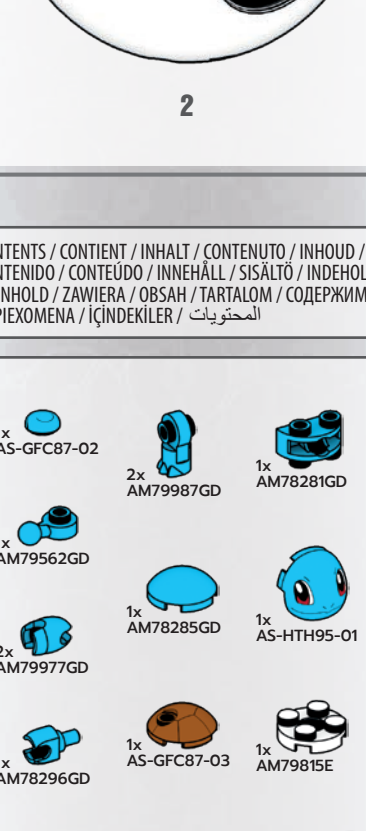 2
NTENTS / CONTIENT / INHALT / CONTENUTO / INHOUD /
NTENIDO / CONTEÚDO / INNEHÅLL / SISÄLTÖ / INDEHOL
NHOLD / ZAWIERA / OBSAH / TARTALOM / СОДЕРЖИМ
PIEXOMENA / İÇİNDEKİLER / المحتويات
x
AS-GFC87-02
2x
AM79987GD
1x
AM78281GD
x
AM79562GD
1x
AM78285GD
1x
AS-HTH95-01
2x
AM79977GD
x
AM78296GD
1x
AS-GFC87-03
1x
AM79815E